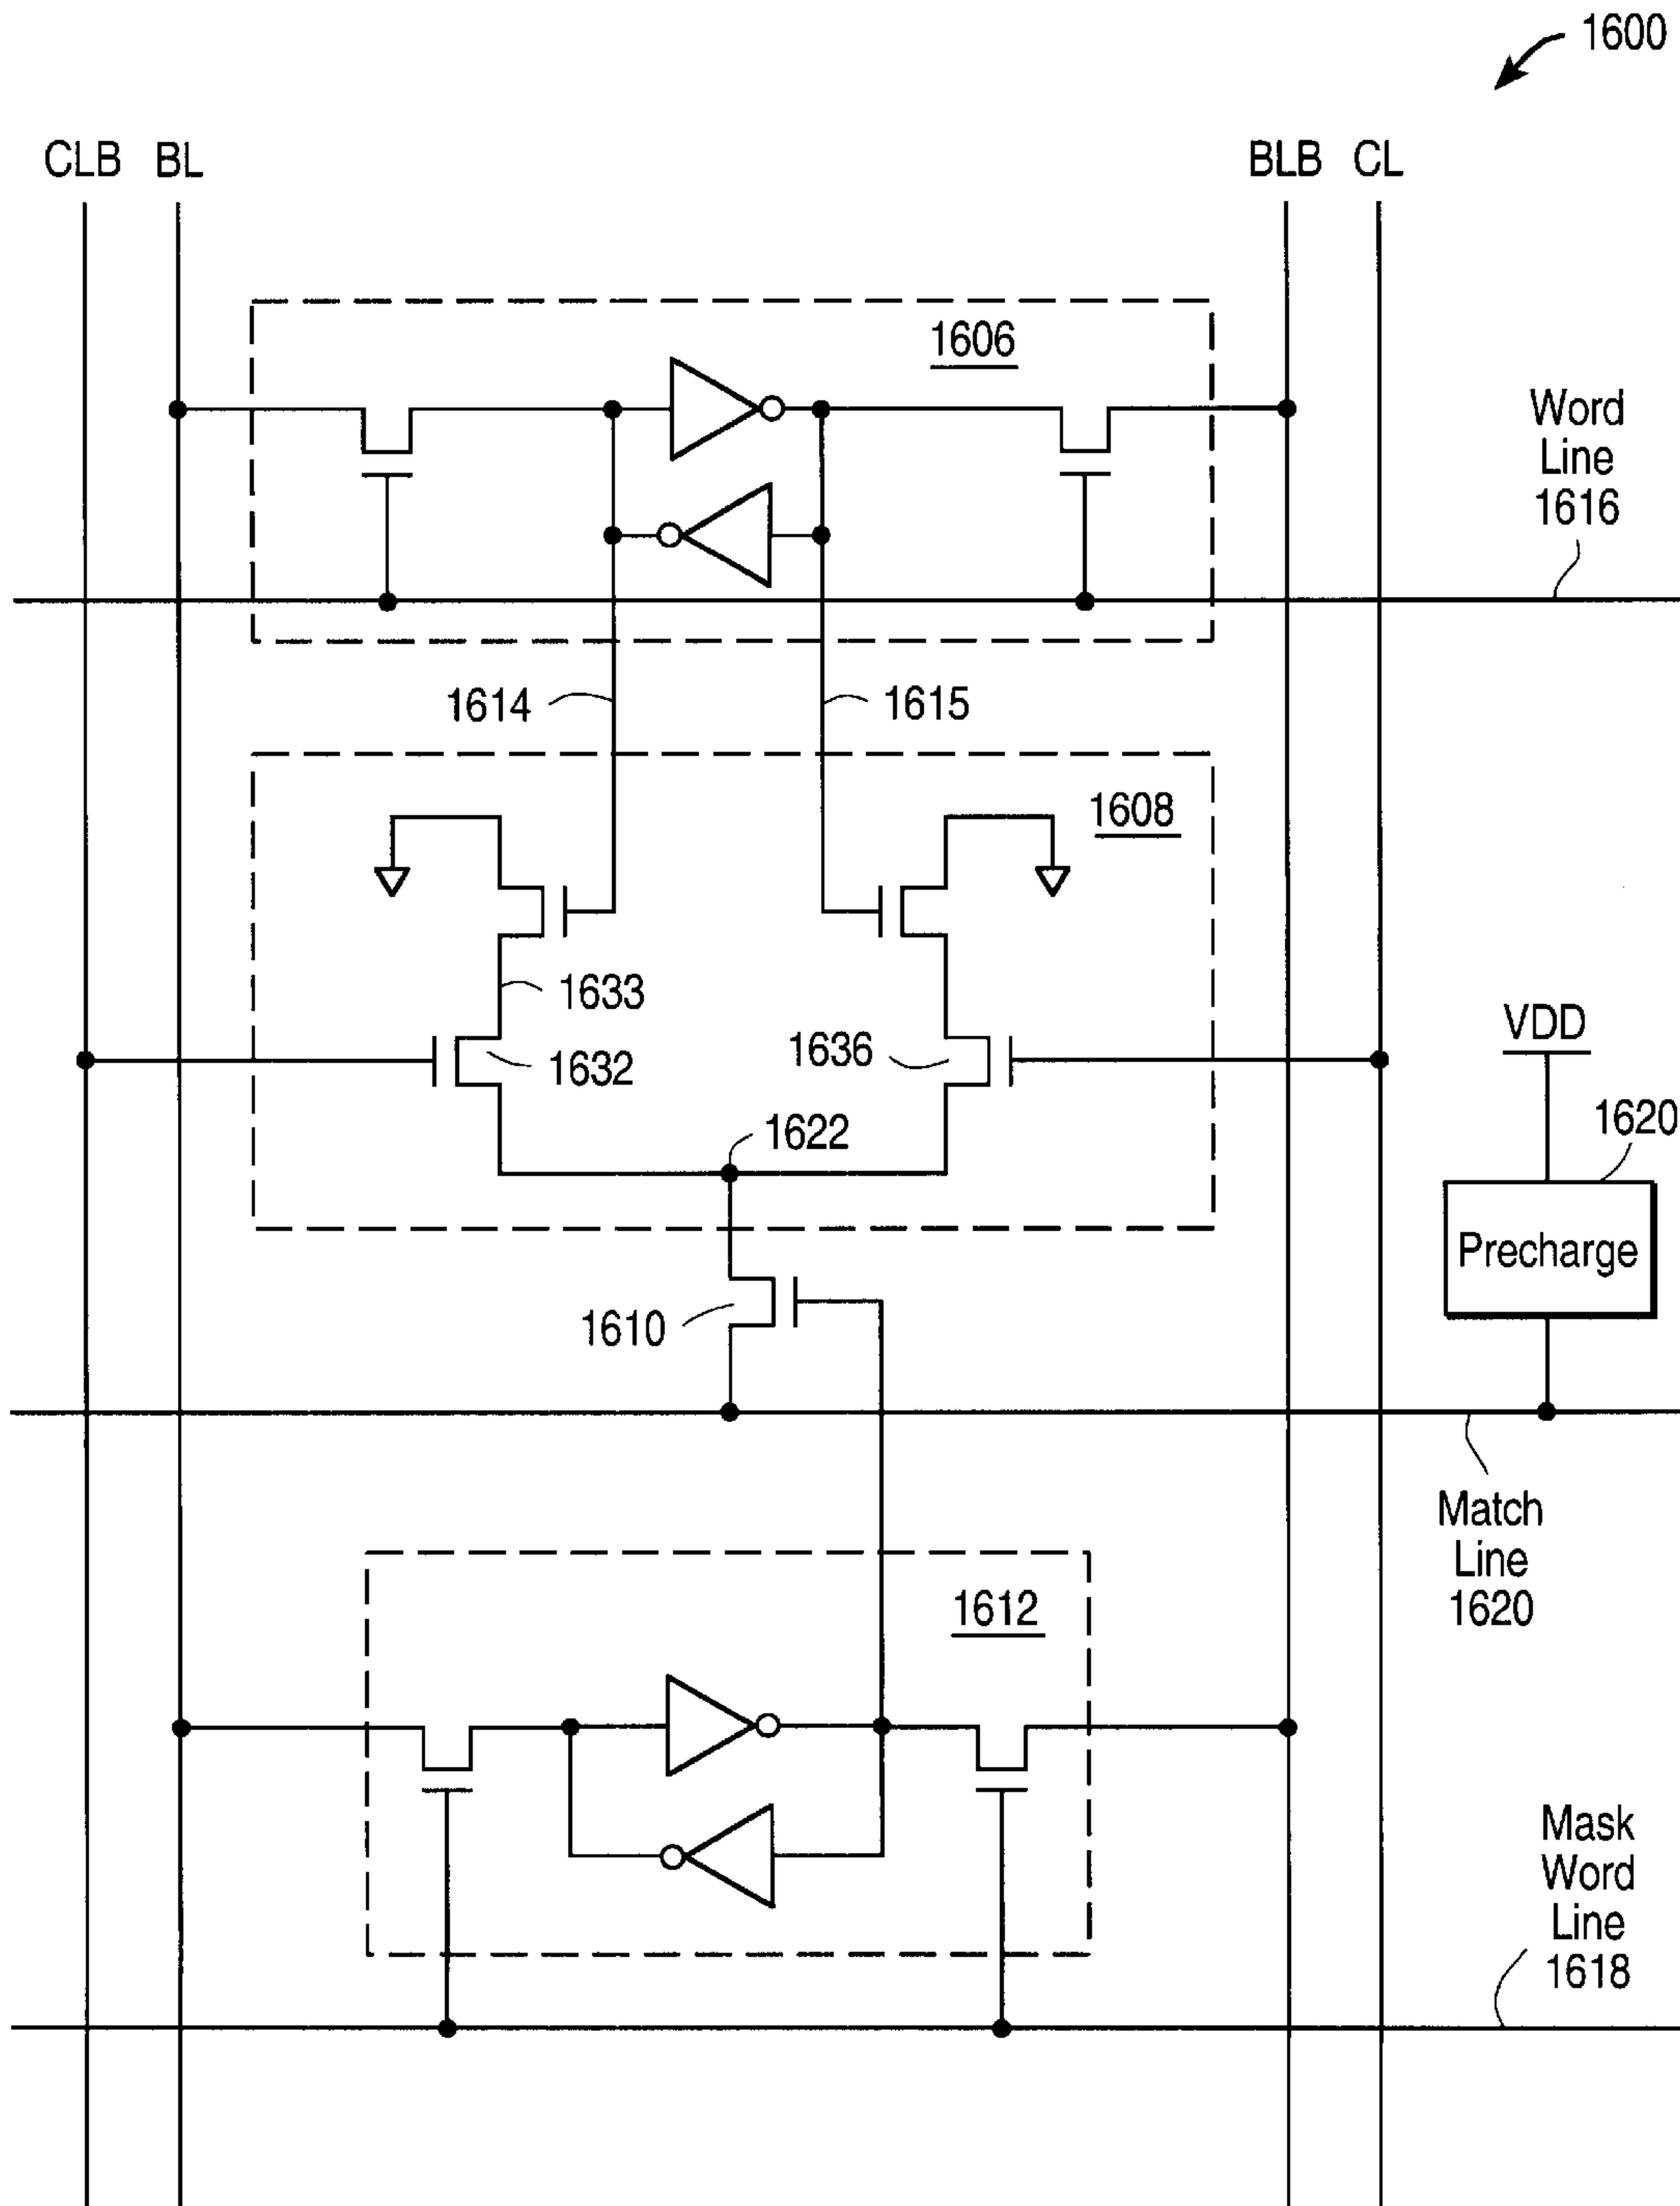 1600
CLB BL BLB CL
1606
Word
Line
1616
1614 1615
1608
1633
1632 1636
VDD
1622 1620
Precharge
1610
Match
Line
1620
1612
Mask
Word
Line
1618